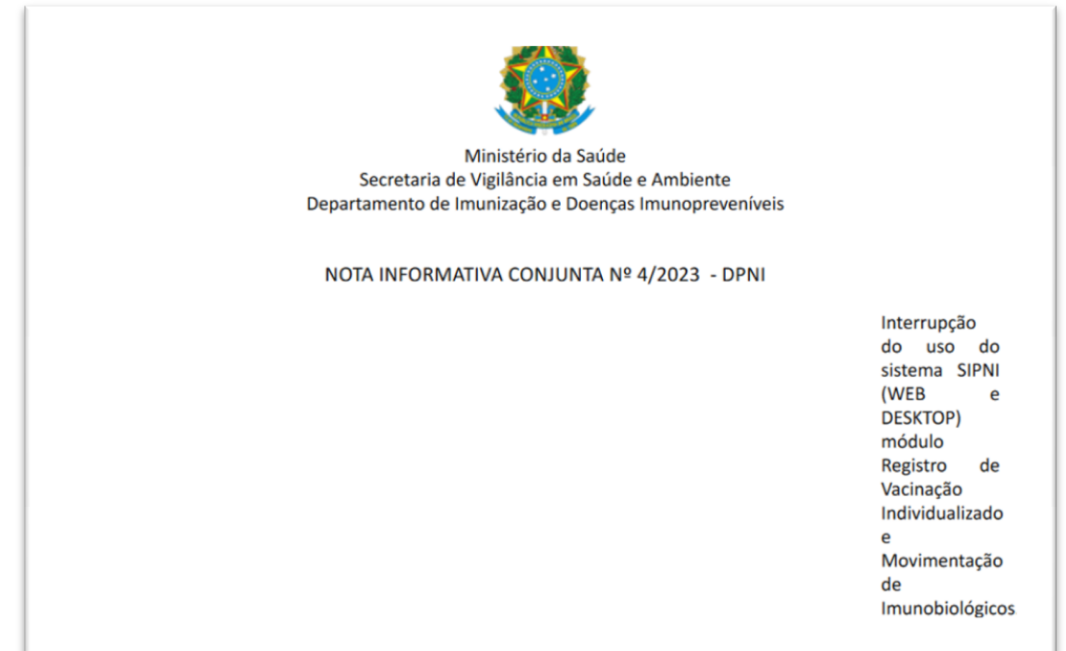 Ministério da Saúde
Secretaria de Vigilância em Saúde e Ambiente
Departamento de Imunização e Doenças Imunopreveníveis
NOTA INFORMATIVA CONJUNTA Nº 4/2023 - DPNI
Interrupção
do uso do
sistema SIPNI
(WEB e
DESKTOP)
módulo
Registro de
Vacinação
Individualizado
e
Movimentação
de
Imunobiológicos